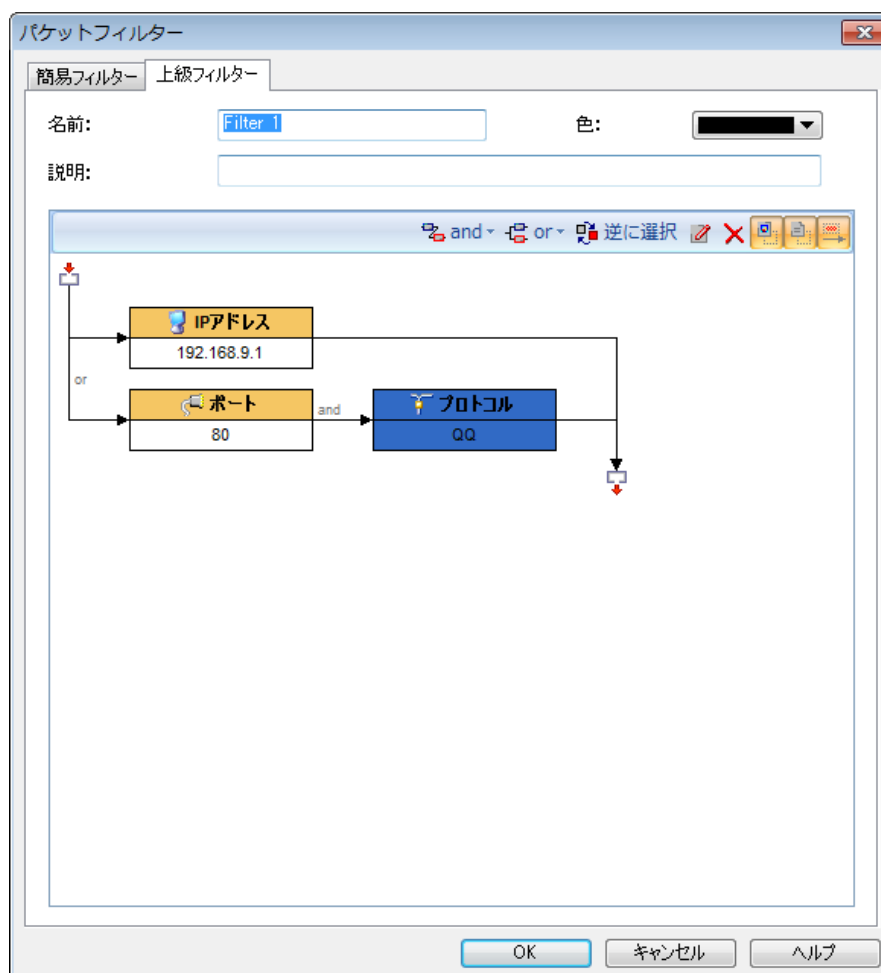 パケットフィルター
簡易フィルター 上級フィルター
名前: Filter 1 色:
説明:
and or 逆に選択
IPアドレス
192.168.9.1
or
ポート and プロトコル
80 QQ
OK キャンセル ヘルプ